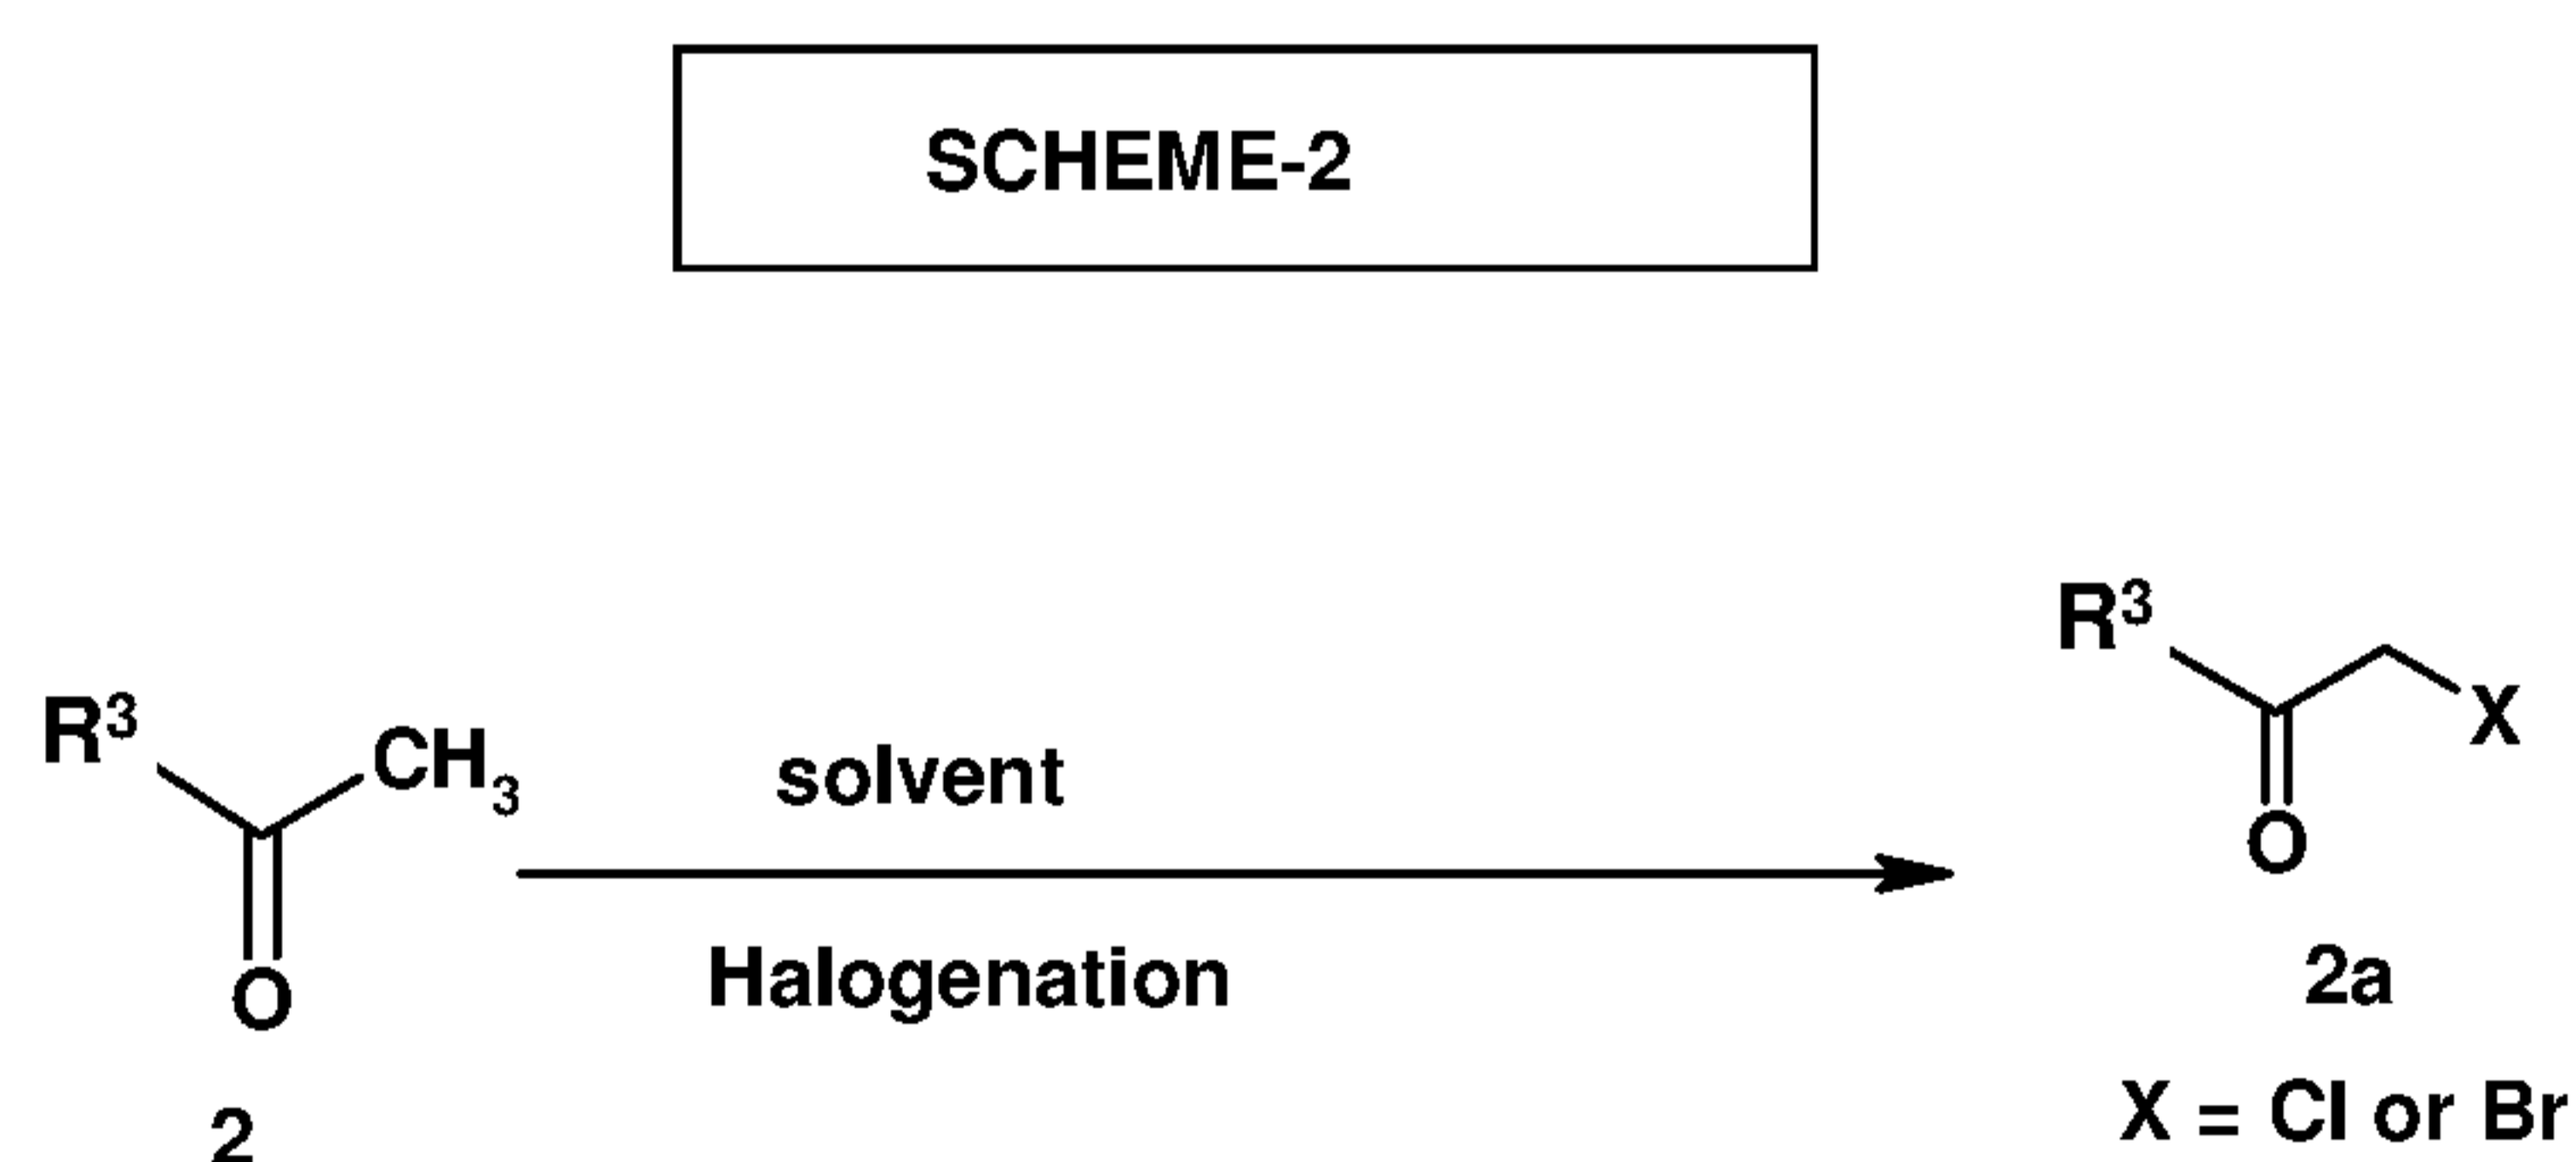 SCHEME-2
R³
CH₃
O
2
solvent
Halogenation
R³
X
O
2a
X = Cl or Br